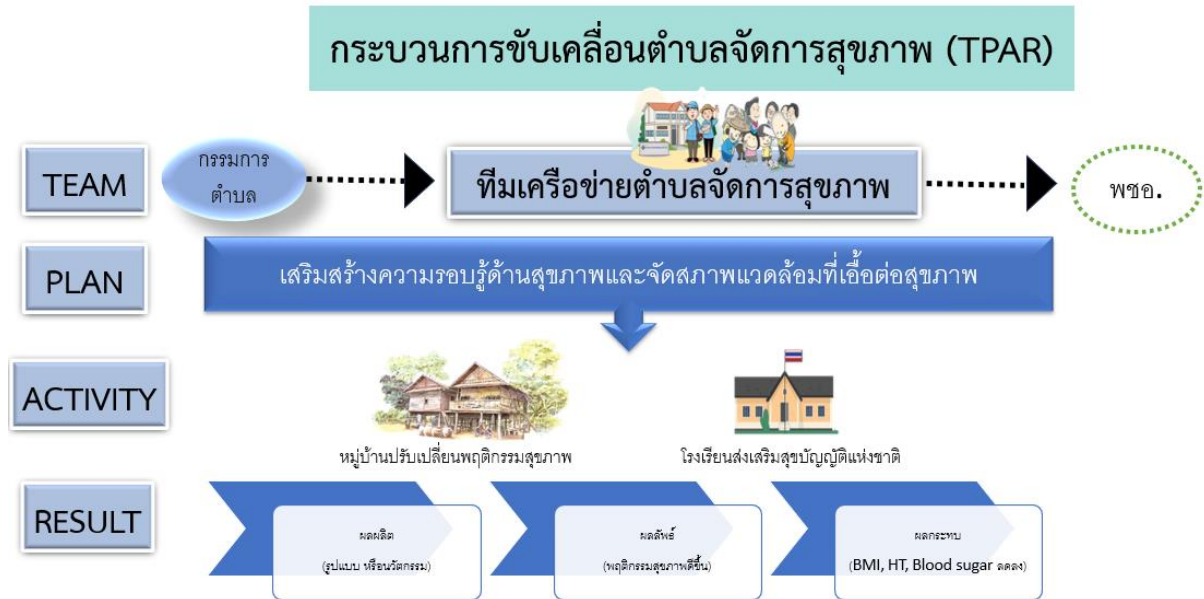 กระบวนการขับเคลื่อนตำบลจัดการสุขภาพ (TPAR)
TEAM
กรรมการ
ตำบล
ทีมเครือข่ายตำบลจัดการสุขภาพ
พชอ.
PLAN
เสริมสร้างความรอบรู้ด้านสุขภาพและจัดสภาพแวดล้อมที่เอื้อต่อสุขภาพ
ACTIVITY
หมู่บ้านปรับเปลี่ยนพฤติกรรมสุขภาพ
โรงเรียนส่งเสริมสุขบัญญัติแห่งชาติ
RESULT
ผลผลิต
(รูปแบบ หรือนวัตกรรม)
ผลลัพธ์
(พฤติกรรมสุขภาพดีขึ้น)
ผลกระทบ
(BMI, HT, Blood sugar ลดลง)